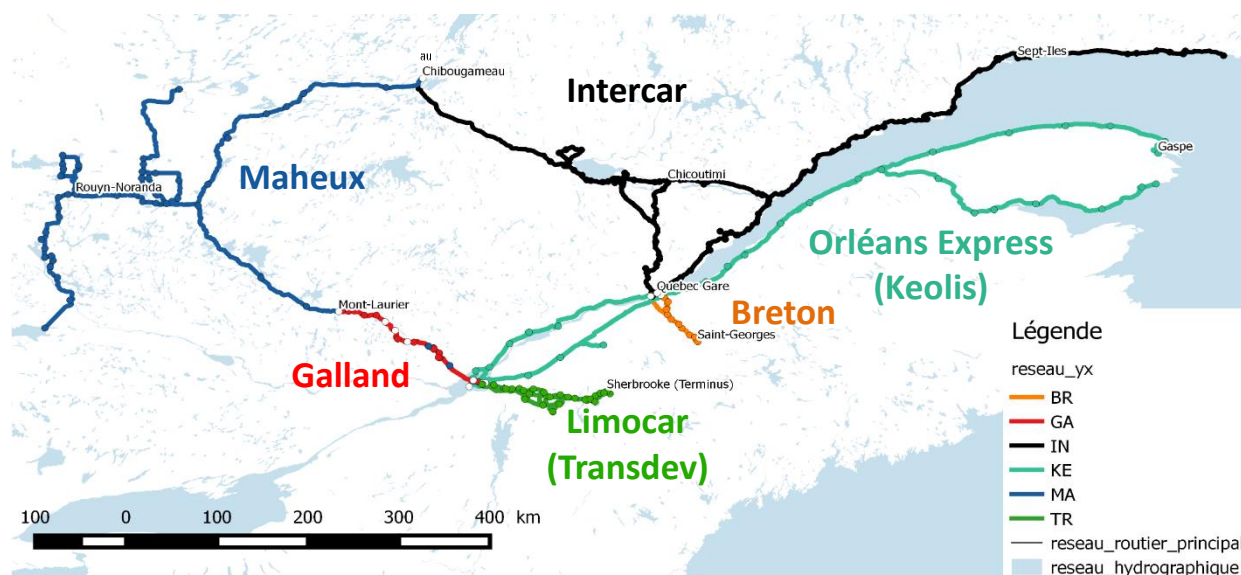 Sept-Iles
au
Chibougameau
Intercar
Gaspe
Chicoutimi
Maheux
Rouyn-Noranda
Orléans Express
(Keolis)
Québec Gare
Breton
Mont-Laurier
Saint-Georges
Galland
Sherbrooke (Terminus)
Limocar
(Transdev)
Légende
reseau_yx
BR
GA
IN
KE
MA
TR
reseau_routier_principal
reseau_hydrographique
100 0 100 200 300 400 km